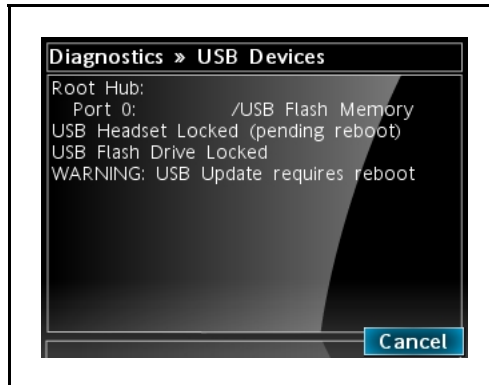 Diagnostics » USB Devices
Root Hub:
Port 0: /USB Flash Memory
USB Headset Locked (pending reboot)
USB Flash Drive Locked
WARNING: USB Update requires reboot
Cancel